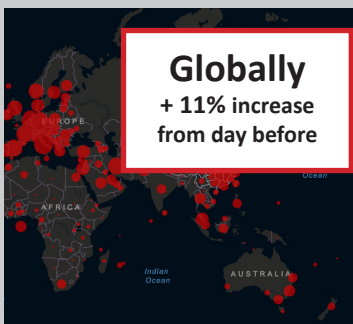 Globally
+ 11% increase
from day before
EUROPE
Ocean
AFRICA
Indian
Ocean
AUSTRALIA